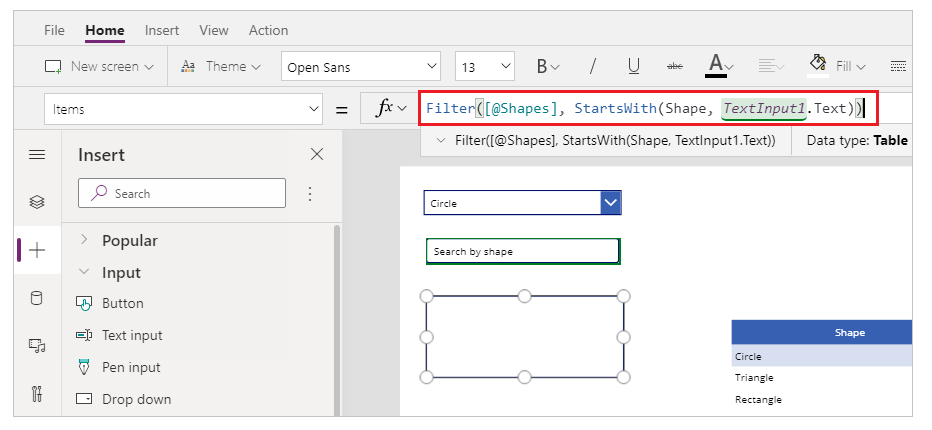 File Home Insert View Action
New screen Aa Theme Open Sans 13 B / U abc A Fill
Items = fx Filter([@Shapes], StartsWith(Shape, TextInput1.Text))
Filter([@Shapes], StartsWith(Shape, TextInput1.Text)) Data type: Table
Insert
Search
Popular
Input
Button
Text input
Pen input
Drop down
Circle
Search by shape
Shape
Circle
Triangle
Rectangle